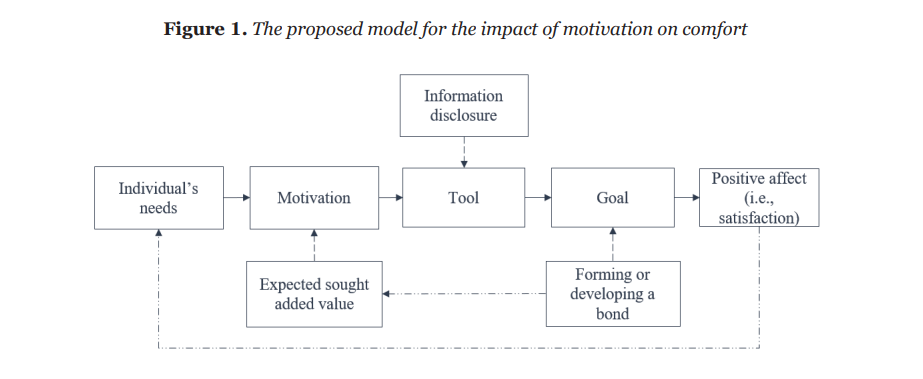 Figure 1. The proposed model for the impact of motivation on comfort
Information
disclosure
Individual's
needs
Motivation
Tool
Goal
Positive affect
(i.e.,
satisfaction)
Expected sought
added value
Forming or
developing a
bond